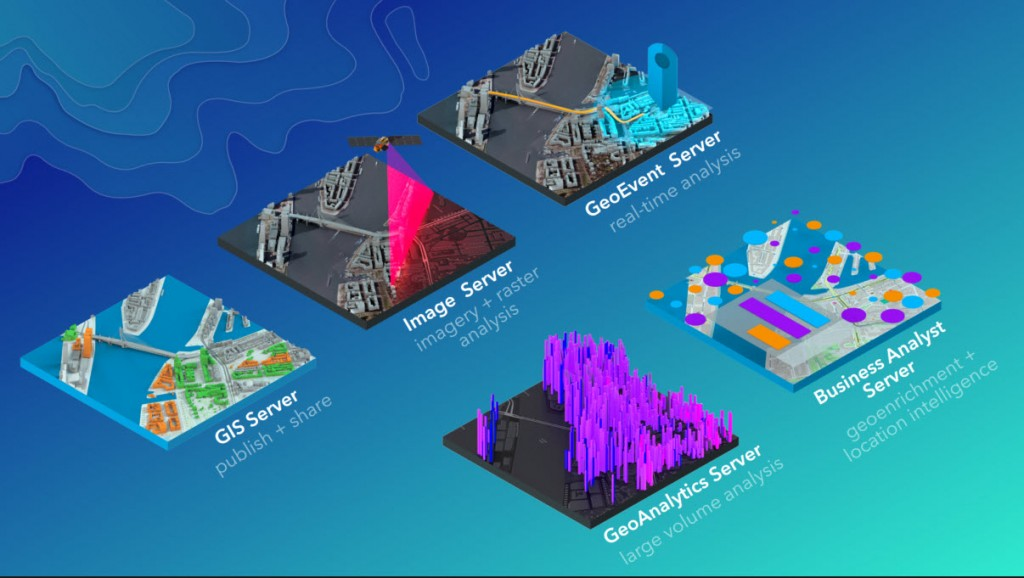 GeoEvent Server
real-time analysis
Image Server
imagery + raster
analysis
GIS Server
publish + share
Business Analyst
Server
geoenrichment +
location intelligence
GeoAnalytics Server
large volume analysis